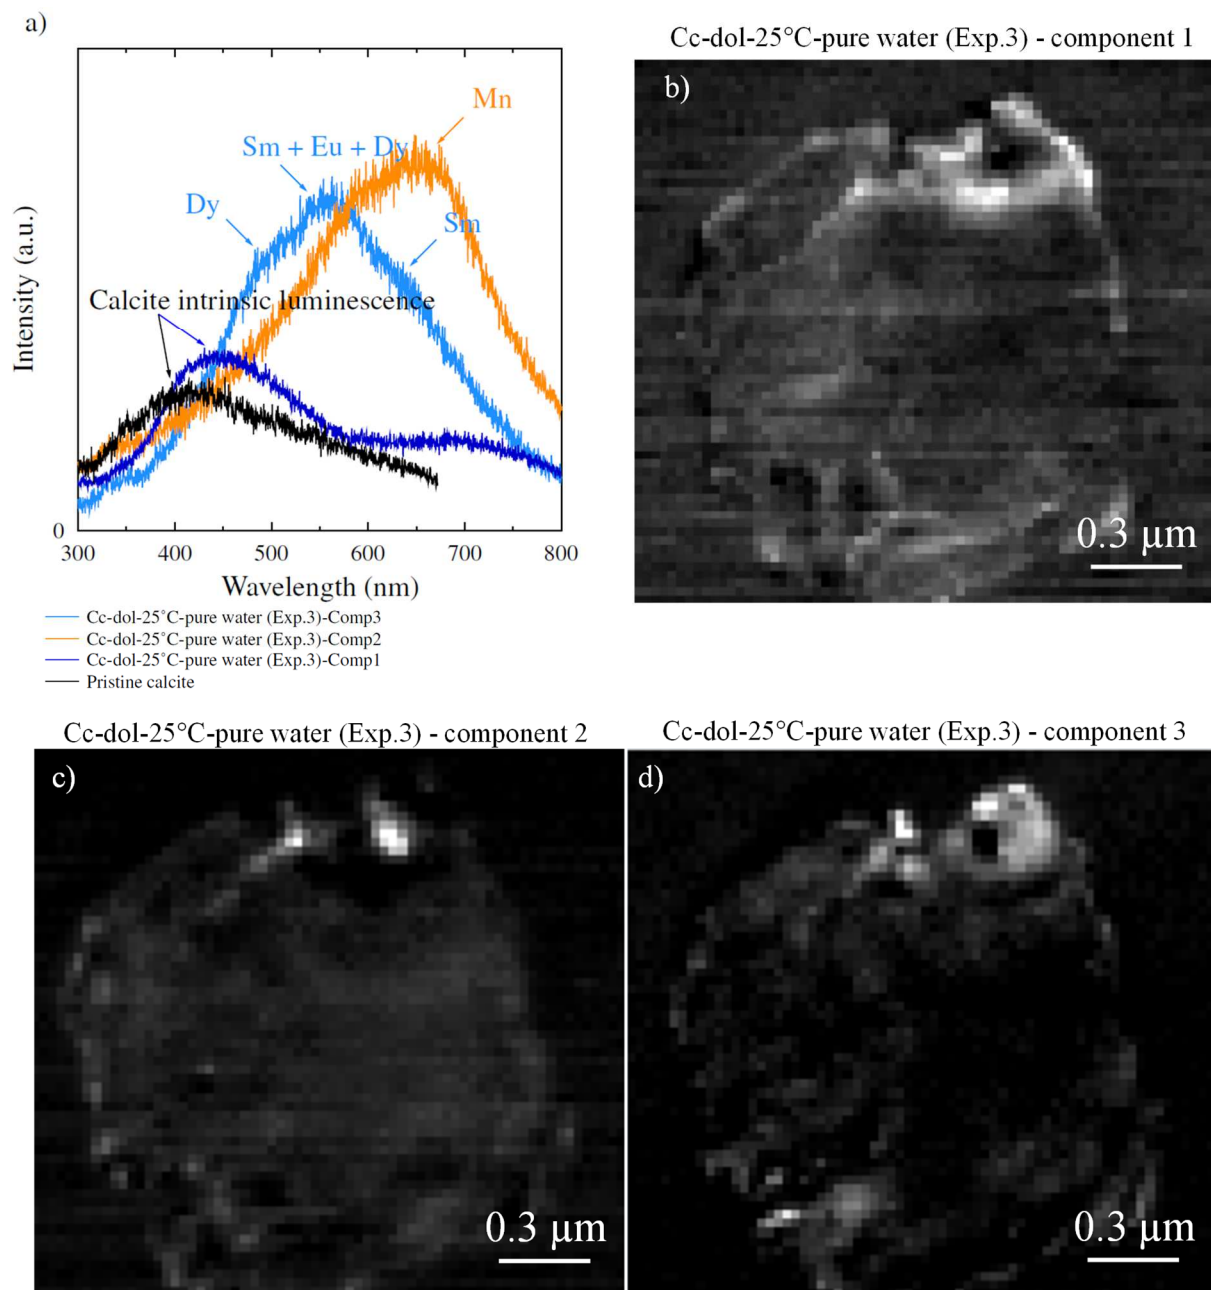 a)
Mn
Sm + Eu + Dy
Dy
Sm
Calcite intrinsic luminescence
Intensity (a.u.)
0
300 400 500 600 700 800
Wavelength (nm)
Cc-dol-25°C-pure water (Exp.3)-Comp3
Cc-dol-25°C-pure water (Exp.3)-Comp2
Cc-dol-25°C-pure water (Exp.3)-Comp1
Pristine calcite
Cc-dol-25°C-pure water (Exp.3) - component 1
b)
0.3 µm
Cc-dol-25°C-pure water (Exp.3) - component 2
c)
0.3 µm
Cc-dol-25°C-pure water (Exp.3) - component 3
d)
0.3 µm